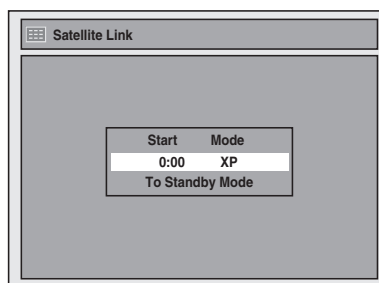 Satellite Link
Start Mode
0:00 XP
To Standby Mode